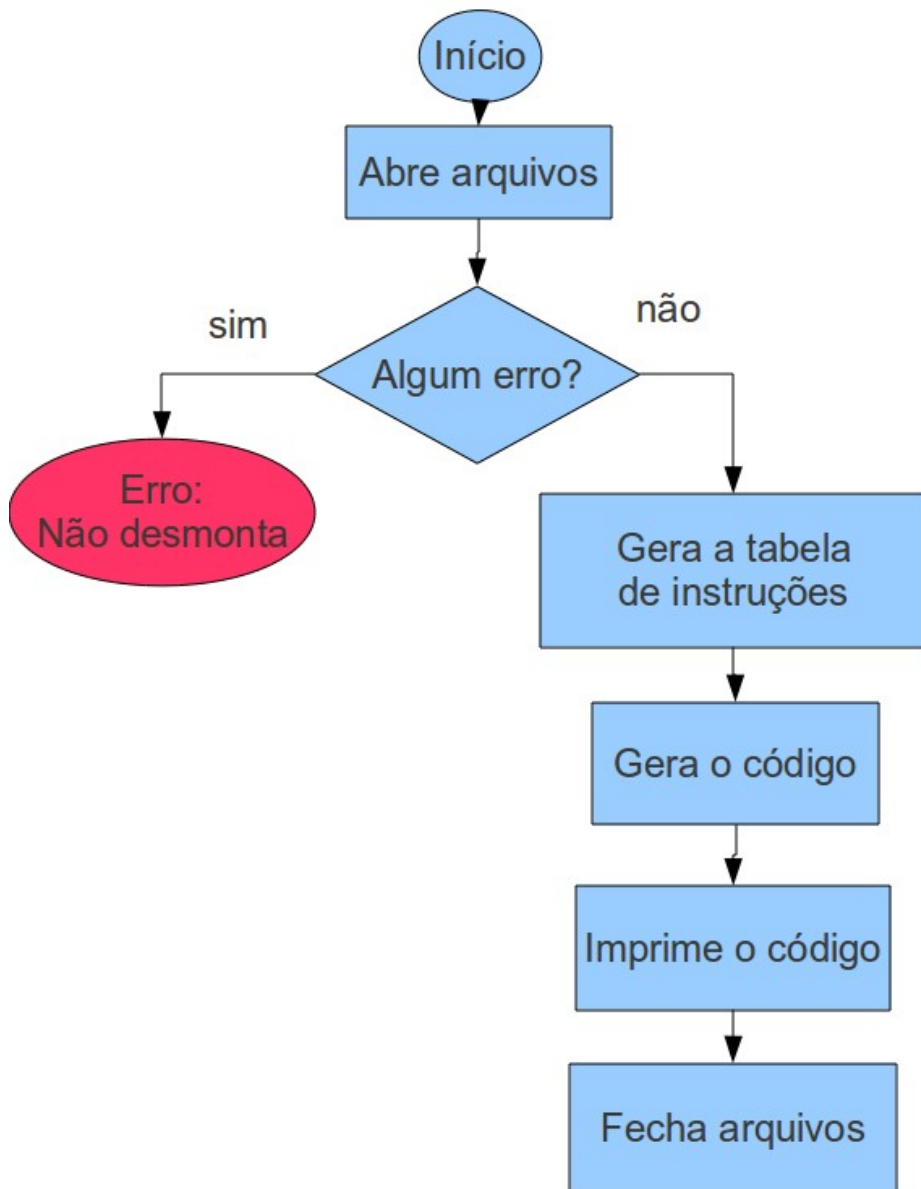 Início
Abre arquivos
sim
não
Algum erro?
Erro:
Não desmonta
Gera a tabela
de instruções
Gera o código
Imprime o código
Fecha arquivos